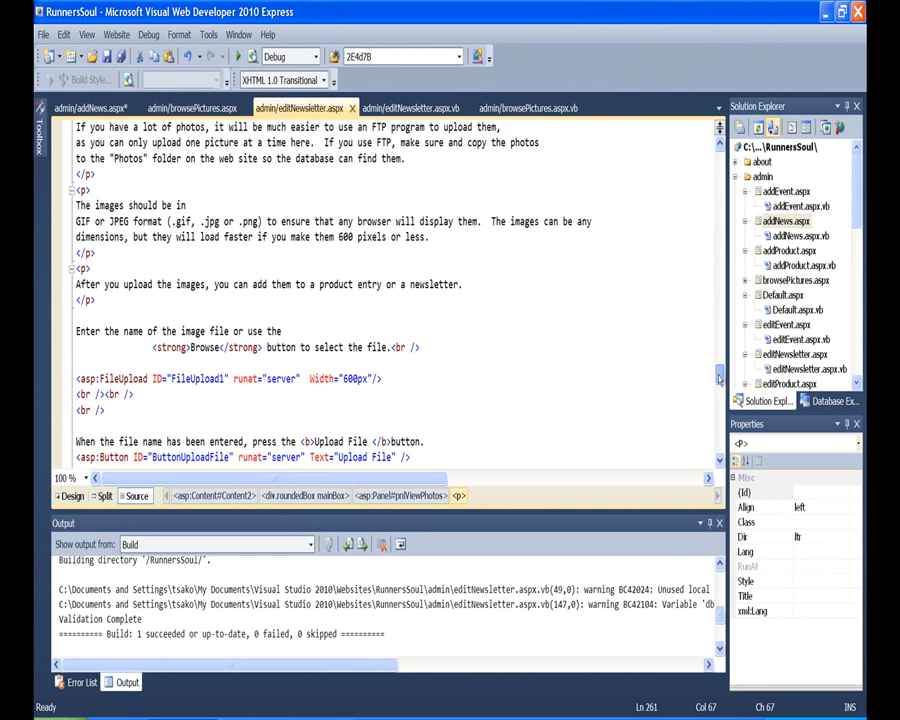 RunnersSoul - Microsoft Visual Web Developer 2010 Express
File Edit View Website Debug Format Tools Window Help
Debug 2E4d7B
Build Style... XHTML 1.0 Transitional
Toolbox
admin/addNews.aspx* admin/browsePictures.aspx admin/editNewsletter.aspx admin/editNewsletter.aspx.vb admin/browsePictures.aspx.vb
If you have a lot of photos, it will be much easier to use an FTP program to upload them,
as you can only upload one picture at a time here. If you use FTP, make sure and copy the photos
to the "Photos" folder on the web site so the database can find them.
</p>
<p>
The images should be in
GIF or JPEG format (.gif, .jpg or .png) to ensure that any browser will display them. The images can be any
dimensions, but they will load faster if you make them 600 pixels or less.
</p>
<p>
After you upload the images, you can add them to a product entry or a newsletter.
</p>
Enter the name of the image file or use the
<strong>Browse</strong> button to select the file.<br />
<asp:FileUpload ID="FileUpload1" runat="server" Width="600px"/>
<br /><br />
<br />
When the file name has been entered, press the <b>Upload File </b>button.
<asp:Button ID="ButtonUploadFile" runat="server" Text="Upload File" />
100 %
Design Split Source <asp:Content#Content2> <div.roundedBox mainBox> <asp:Panel#pnlViewPhotos> <p>
Output
Show output from: Build
Building directory '/RunnersSoul/'.
C:\Documents and Settings\tsako\My Documents\Visual Studio 2010\Websites\RunnersSoul\admin\editNewsletter.aspx.vb(49,0): warning BC42024: Unused local
C:\Documents and Settings\tsako\My Documents\Visual Studio 2010\Websites\RunnersSoul\admin\editNewsletter.aspx.vb(147,0): warning BC42104: Variable 'db
Validation Complete
========== Build: 1 succeeded or up-to-date, 0 failed, 0 skipped ==========
Error List Output
Solution Explorer
C:\...\RunnersSoul\
about
admin
addEvent.aspx
addEvent.aspx.vb
addNews.aspx
addNews.aspx.vb
addProduct.aspx
addProduct.aspx.vb
browsePictures.aspx
Default.aspx
Default.aspx.vb
editEvent.aspx
editEvent.aspx.vb
editNewsletter.aspx
editNewsletter.aspx.vb
editProduct.aspx
Solution Expl... Database Ex...
Properties
<P>
Misc
(Id)
Align left
Class
Dir ltr
Lang
RunAt
Style
Title
xml:Lang
Ready Ln 261 Col 67 Ch 67 INS